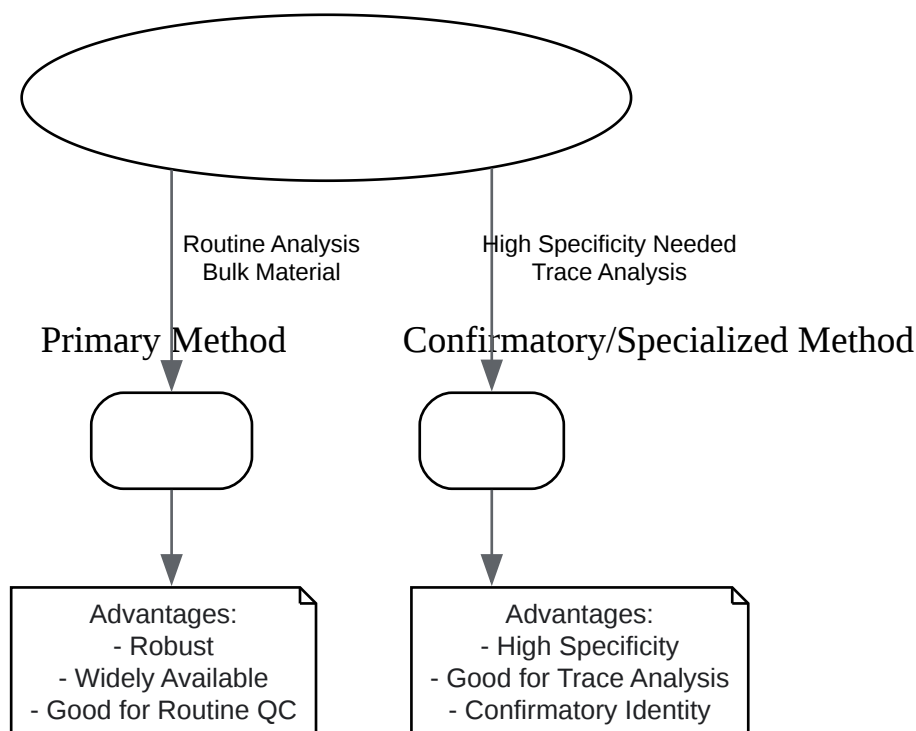 Routine Analysis
Bulk Material
High Specificity Needed
Trace Analysis
Primary Method
Confirmatory/Specialized Method
Advantages:
- Robust
- Widely Available
- Good for Routine QC
Advantages:
- High Specificity
- Good for Trace Analysis
- Confirmatory Identity